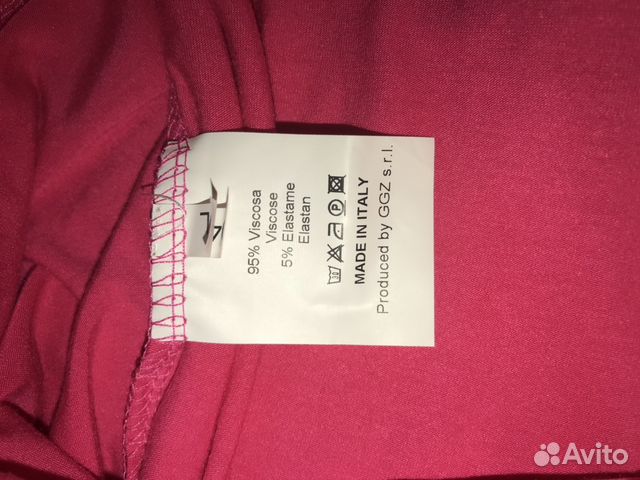 95% Viscosa
Viscose
5% Elastame
Elastan
MADE IN ITALY
Produced by GGZ s.r.l.
Avito